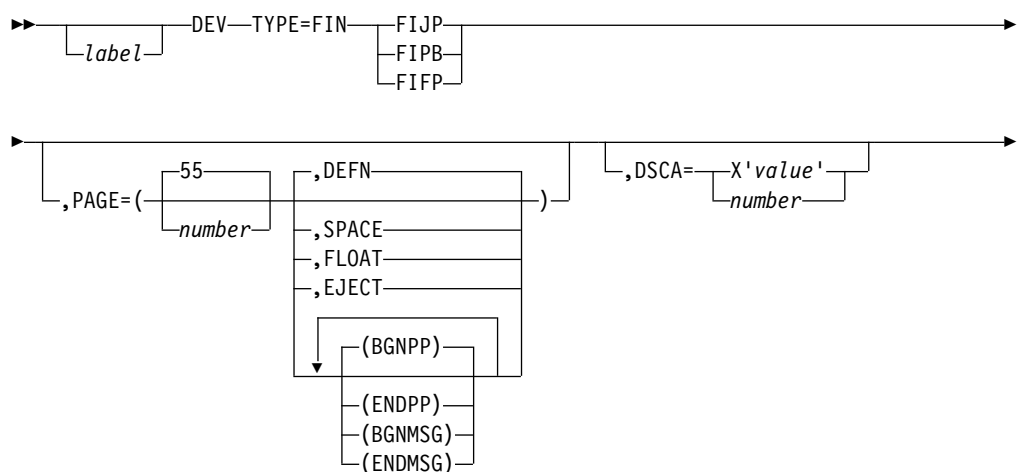 DEV TYPE=FIN FIJP
label FIPB
FIFP
55 ,DEFN ,DSCA= X'value'
,PAGE=( ) number
number ,SPACE
,FLOAT
,EJECT
(BGNPP)
(ENDPP)
(BGNMSG)
(ENDMSG)